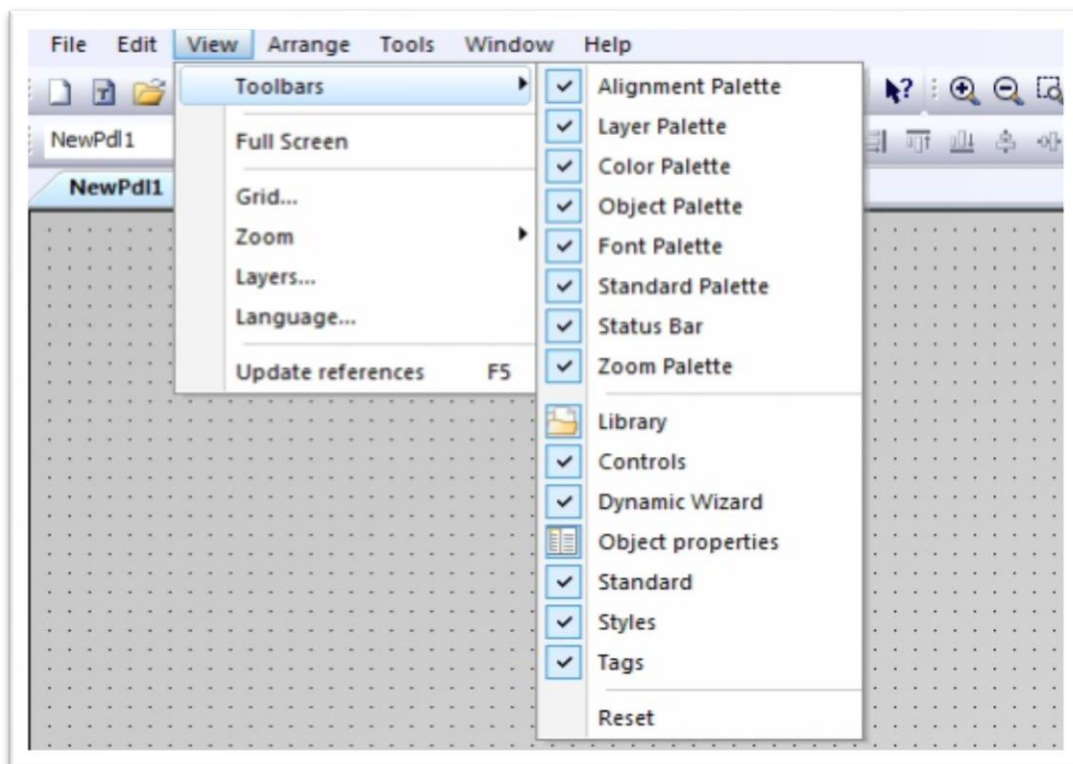 File Edit View Arrange Tools Window Help
NewPdl1
NewPdl1
Toolbars
Full Screen
Grid...
Zoom
Layers...
Language...
Update references F5
Alignment Palette
Layer Palette
Color Palette
Object Palette
Font Palette
Standard Palette
Status Bar
Zoom Palette
Library
Controls
Dynamic Wizard
Object properties
Standard
Styles
Tags
Reset